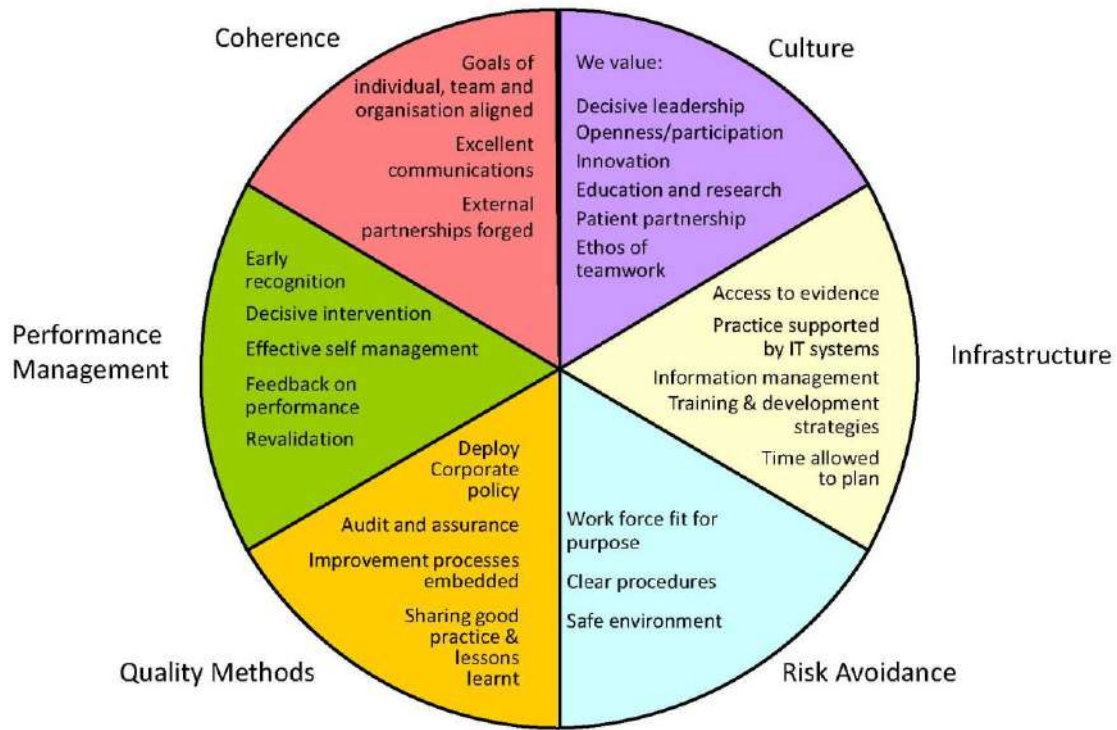 Coherence
Goals of
individual, team and
organisation aligned
Excellent
communications
External
partnerships forged
Culture
We value:
Decisive leadership
Openness/participation
Innovation
Education and research
Patient partnership
Ethos of
teamwork
Infrastructure
Access to evidence
Practice supported
by IT systems
Information management
Training & development
strategies
Time allowed
to plan
Risk Avoidance
Work force fit for
purpose
Clear procedures
Safe environment
Quality Methods
Deploy
Corporate
policy
Audit and assurance
Improvement processes
embedded
Sharing good
practice &
lessons
learnt
Performance
Management
Early
recognition
Decisive intervention
Effective self management
Feedback on
performance
Revalidation